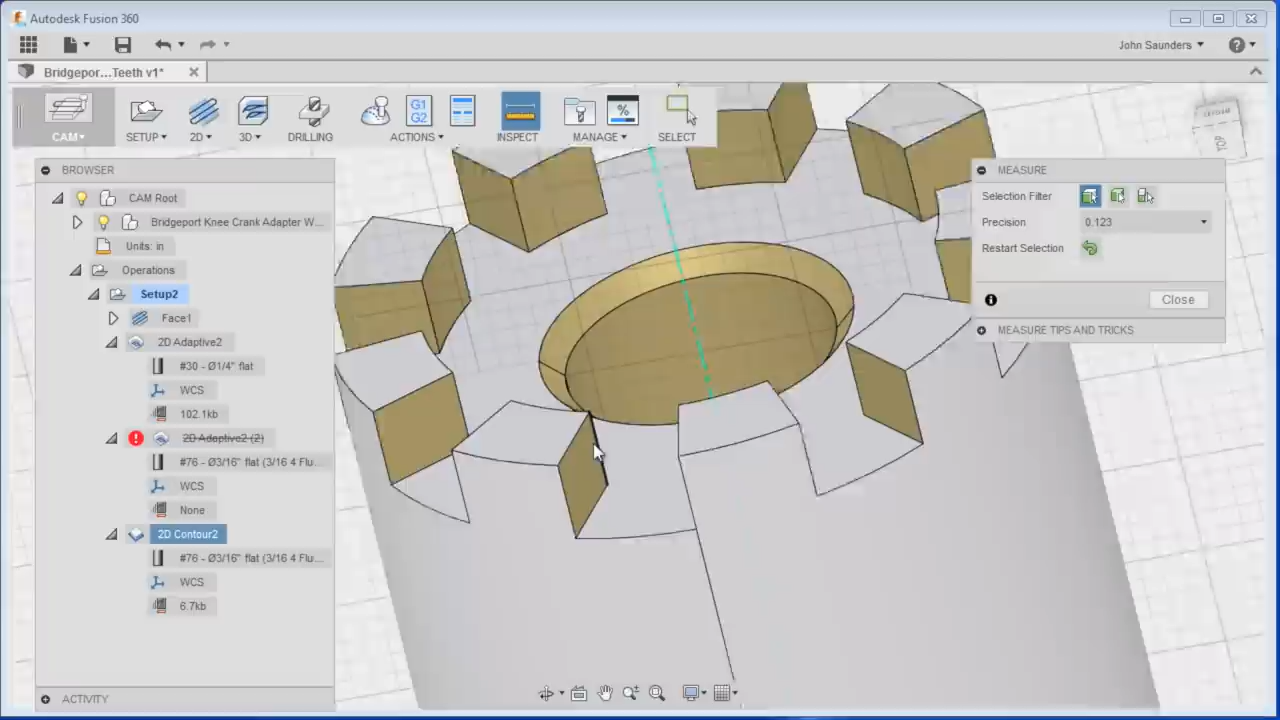 Autodesk Fusion 360
John Saunders
Bridgepor...Teeth v1*
G1
G2
%
CAM
SETUP
2D
3D
DRILLING
ACTIONS
INSPECT
MANAGE
SELECT
TOP
BROWSER
CAM Root
Bridgeport Knee Crank Adapter W...
Units: in
Operations
Setup2
Face1
2D Adaptive2
#30 - Ø1/4" flat
WCS
102.1kb
2D Adaptive2 (2)
#76 - Ø3/16" flat (3/16 4 Flu...
WCS
None
2D Contour2
#76 - Ø3/16" flat (3/16 4 Flu...
WCS
6.7kb
ACTIVITY
MEASURE
Selection Filter
Precision
0.123
Restart Selection
Close
MEASURE TIPS AND TRICKS